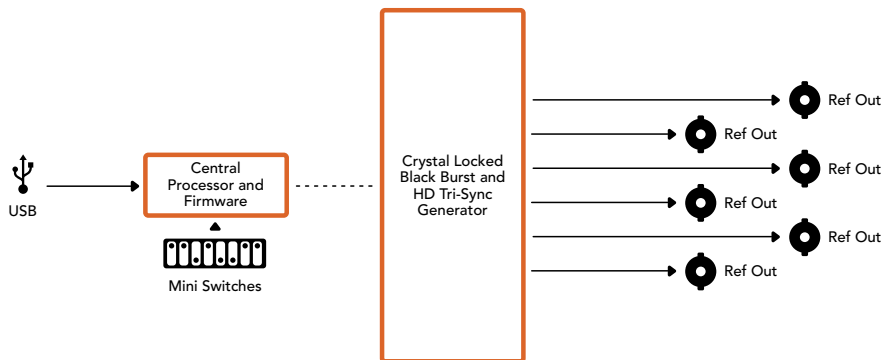 USB
Central
Processor and
Firmware
Mini Switches
Crystal Locked
Black Burst and
HD Tri-Sync
Generator
Ref Out
Ref Out
Ref Out
Ref Out
Ref Out
Ref Out